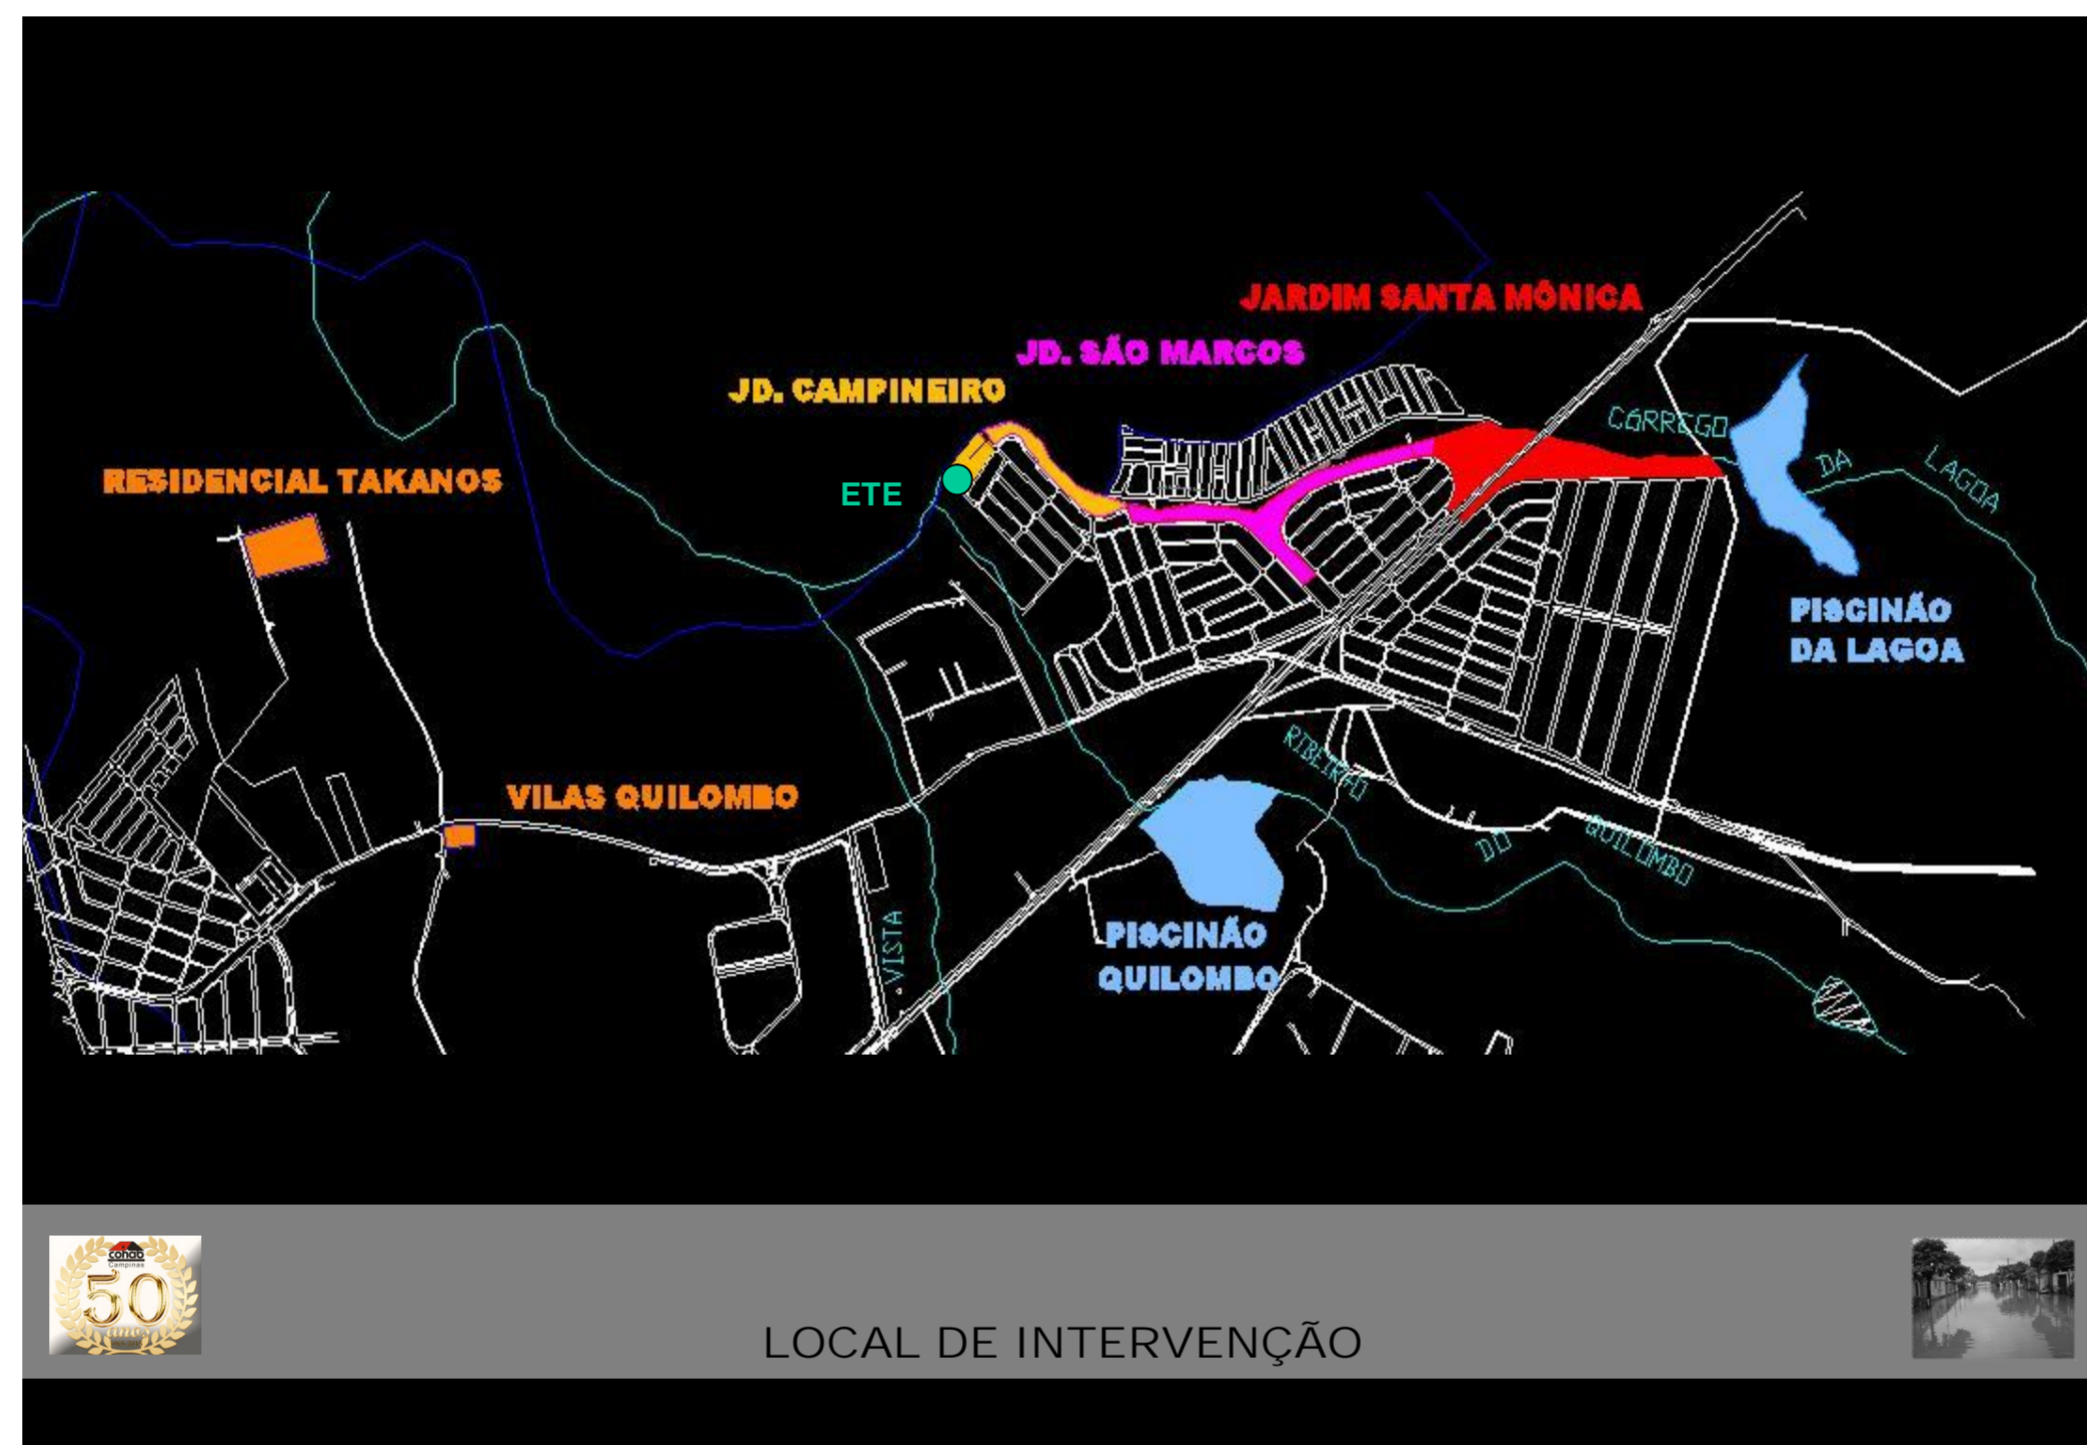 JARDIM SANTA MÔNICA
JD. SÃO MARCOS
JD. CAMPINEIRO
CÓRREGO
DA
LAGOA
RESIDENCIAL TAKANOS
ETE
PISCINÃO
DA LAGOA
RIBEIRÃO
DO
QUILOMBO
VILAS QUILOMBO
VISTA
PISCINÃO
QUILOMBO
cohab
Campinas
50
anos
LOCAL DE INTERVENÇÃO